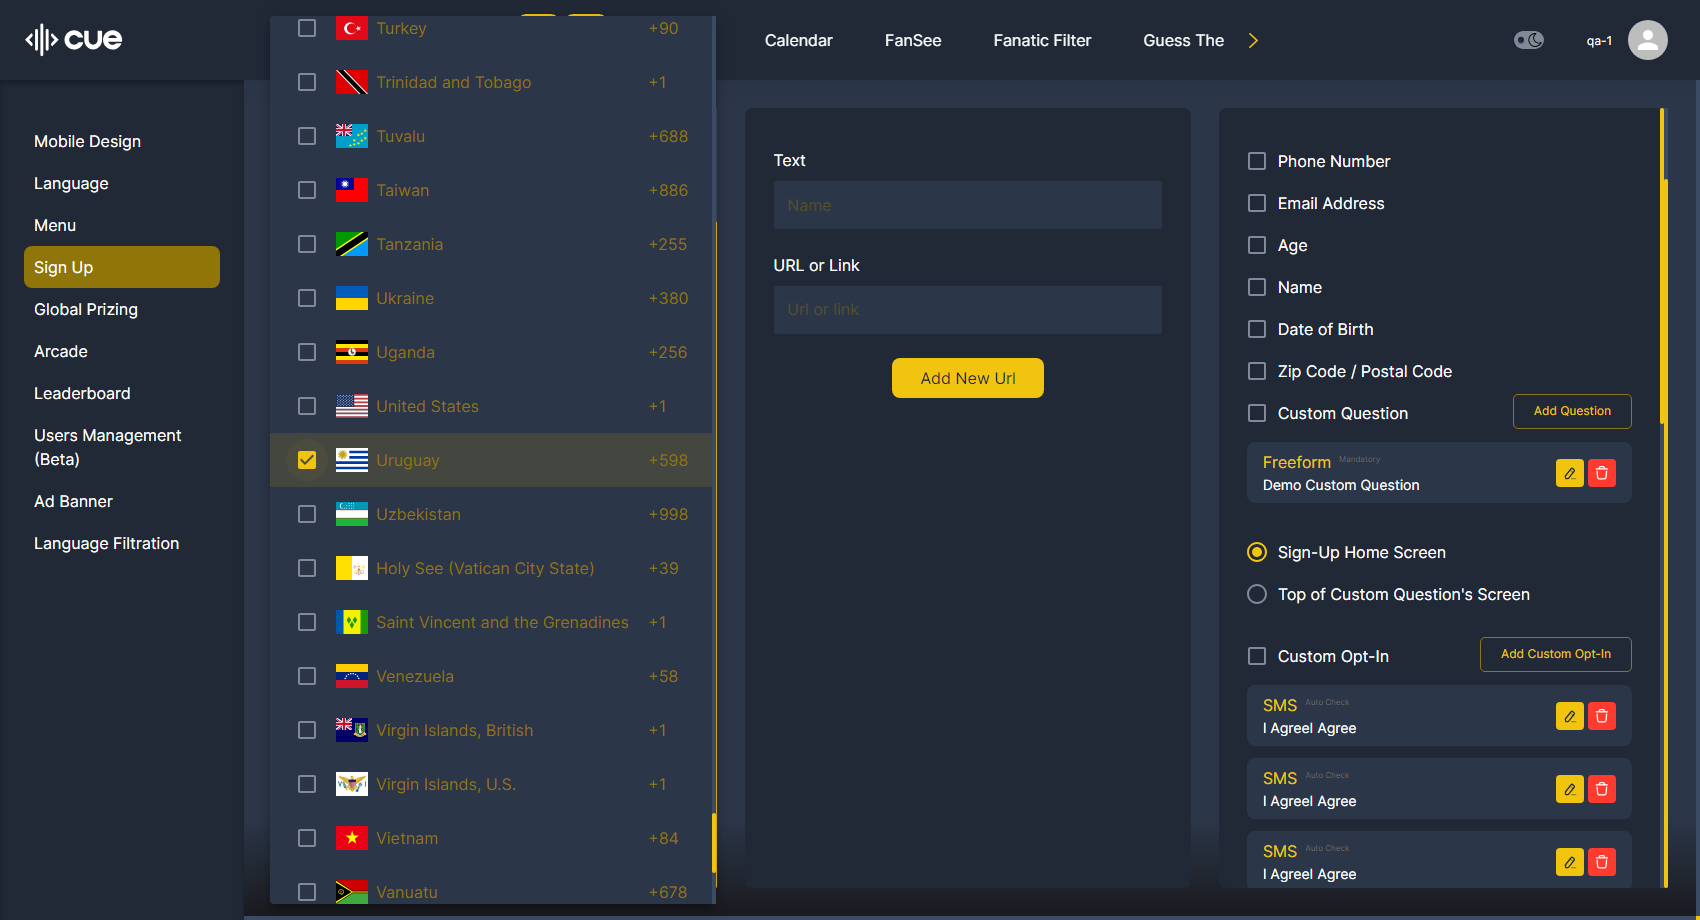 cue
Calendar
FanSee
Fanatic Filter
Guess The
qa-1
Mobile Design
Language
Menu
Sign Up
Global Prizing
Arcade
Leaderboard
Users Management
(Beta)
Ad Banner
Language Filtration
Turkey +90
Trinidad and Tobago +1
Tuvalu +688
Taiwan +886
Tanzania +255
Ukraine +380
Uganda +256
United States +1
Uruguay +598
Uzbekistan +998
Holy See (Vatican City State) +39
Saint Vincent and the Grenadines +1
Venezuela +58
Virgin Islands, British +1
Virgin Islands, U.S. +1
Vietnam +84
Vanuatu +678
Text
Name
URL or Link
Url or link
Add New Url
Phone Number
Email Address
Age
Name
Date of Birth
Zip Code / Postal Code
Custom Question
Add Question
Freeform Mandatory
Demo Custom Question
Sign-Up Home Screen
Top of Custom Question's Screen
Custom Opt-In
Add Custom Opt-In
SMS Auto Check
I AgreeI Agree
SMS Auto Check
I AgreeI Agree
SMS Auto Check
I AgreeI Agree